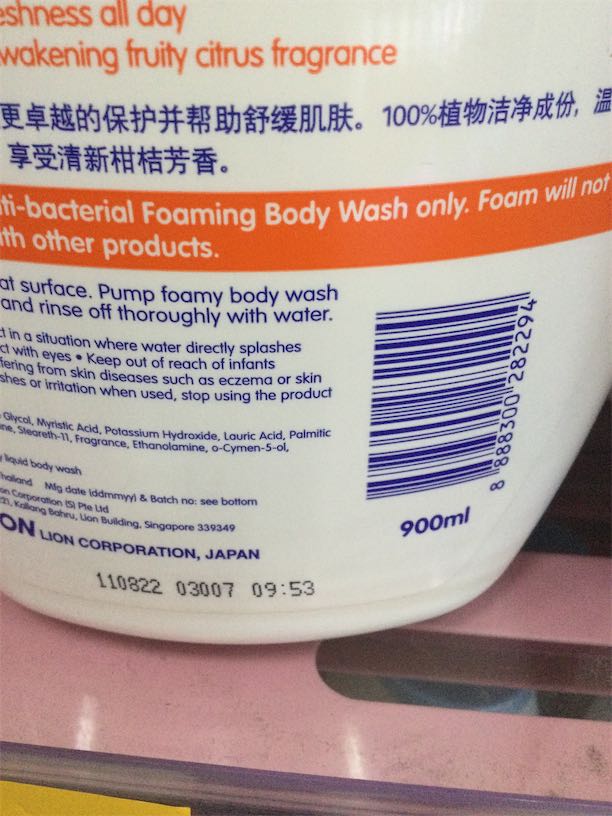 eshness all day
wakening fruity citrus fragrance
更卓越的保护并帮助舒缓肌肤。100%植物洁净成份, 温
享受清新柑桔芳香。
ti-bacterial Foaming Body Wash only. Foam will not
ith other products.
at surface. Pump foamy body wash
and rinse off thoroughly with water.
t in a situation where water directly splashes
ct with eyes • Keep out of reach of infants
fering from skin diseases such as eczema or skin
shes or irritation when used, stop using the product
Glycol, Myristic Acid, Potassium Hydroxide, Lauric Acid, Palmitic
ne, Steareth-11, Fragrance, Ethanolamine, o-Cymen-5-ol,
liquid body wash
hailand Mfg date (ddmmyy) & Batch no: see bottom
on Corporation (S) Pte Ltd
21, Kallang Bahru, Lion Building, Singapore 339349
ON LION CORPORATION, JAPAN
8 888300 282294
900ml
110822 03007 09:53